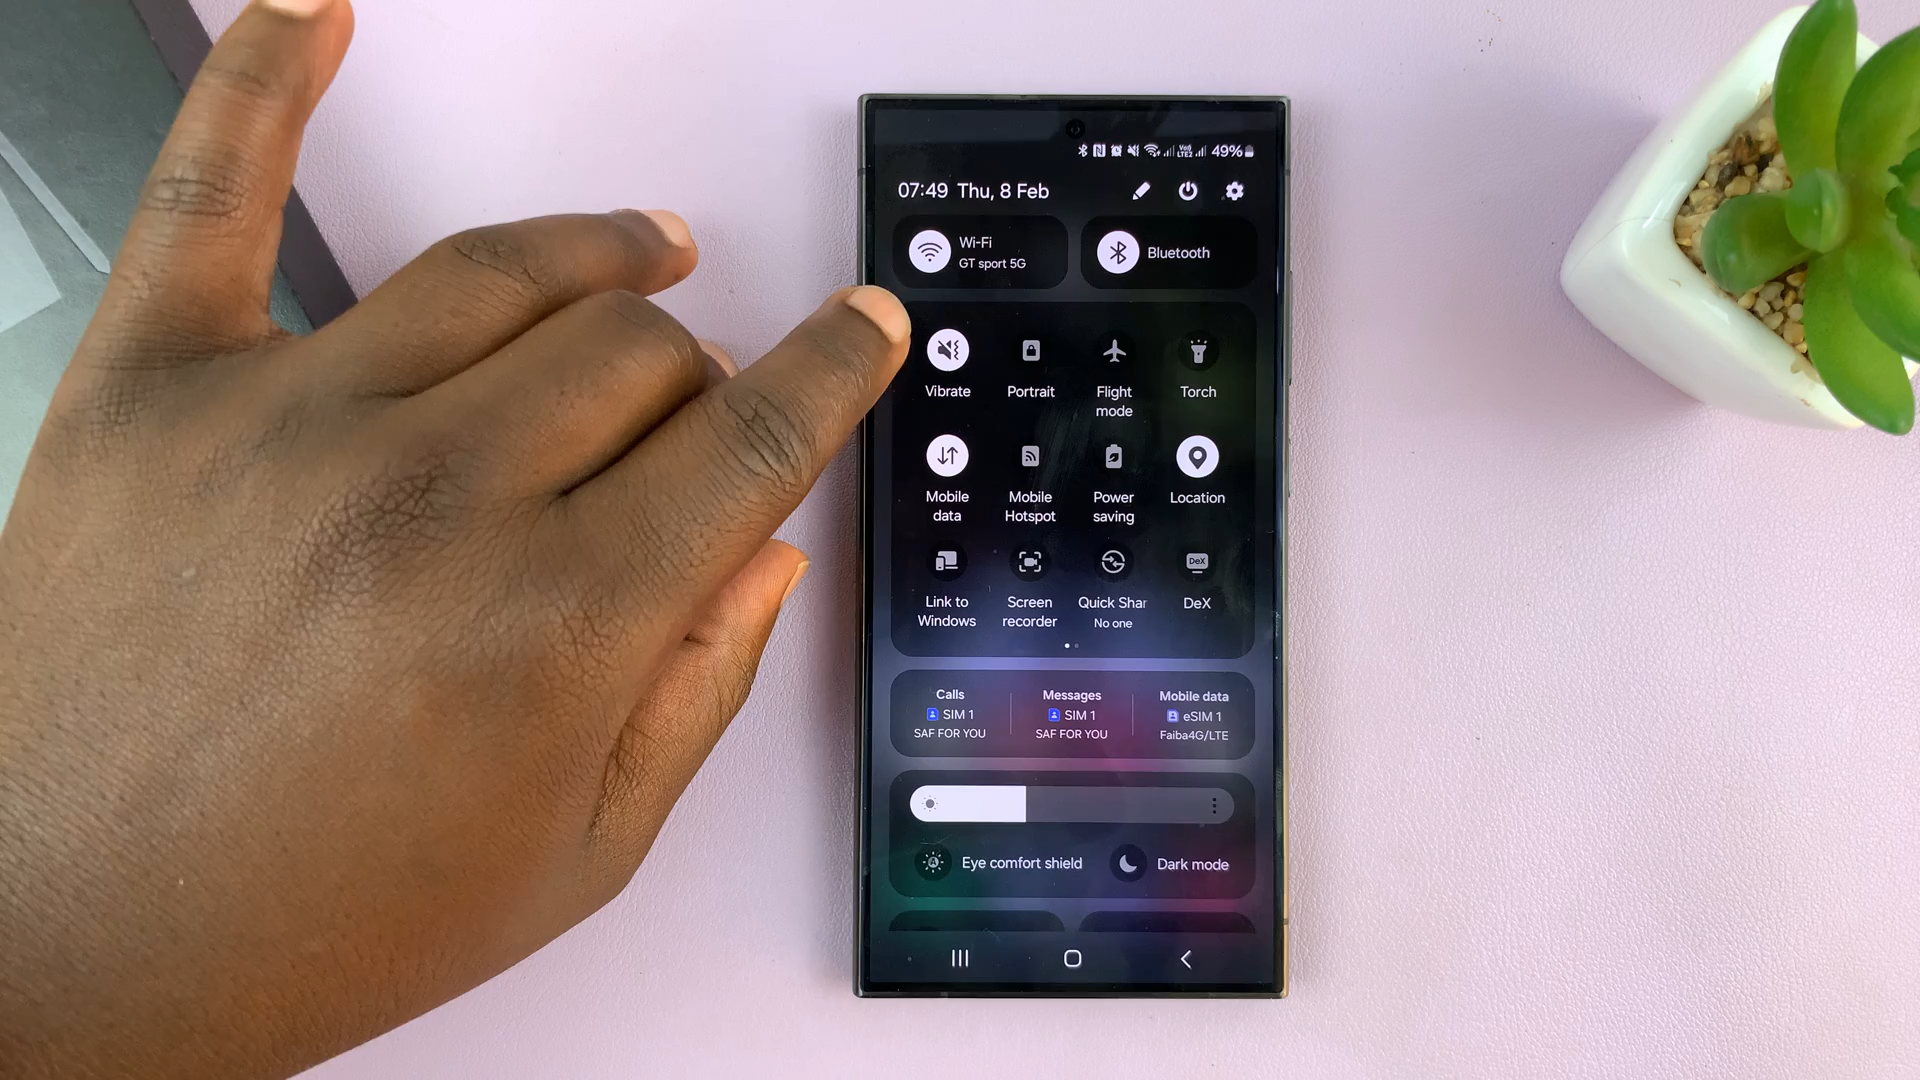 49%
07:49 Thu, 8 Feb
Wi-Fi
GT sport 5G
Bluetooth
Vibrate
Portrait
Flight
mode
Torch
Mobile
data
Mobile
Hotspot
Power
saving
Location
Link to
Windows
Screen
recorder
Quick Shar
No one
DeX
DeX
Calls
SIM 1
SAF FOR YOU
Messages
SIM 1
SAF FOR YOU
Mobile data
eSIM 1
Faiba4G/LTE
Eye comfort shield
Dark mode